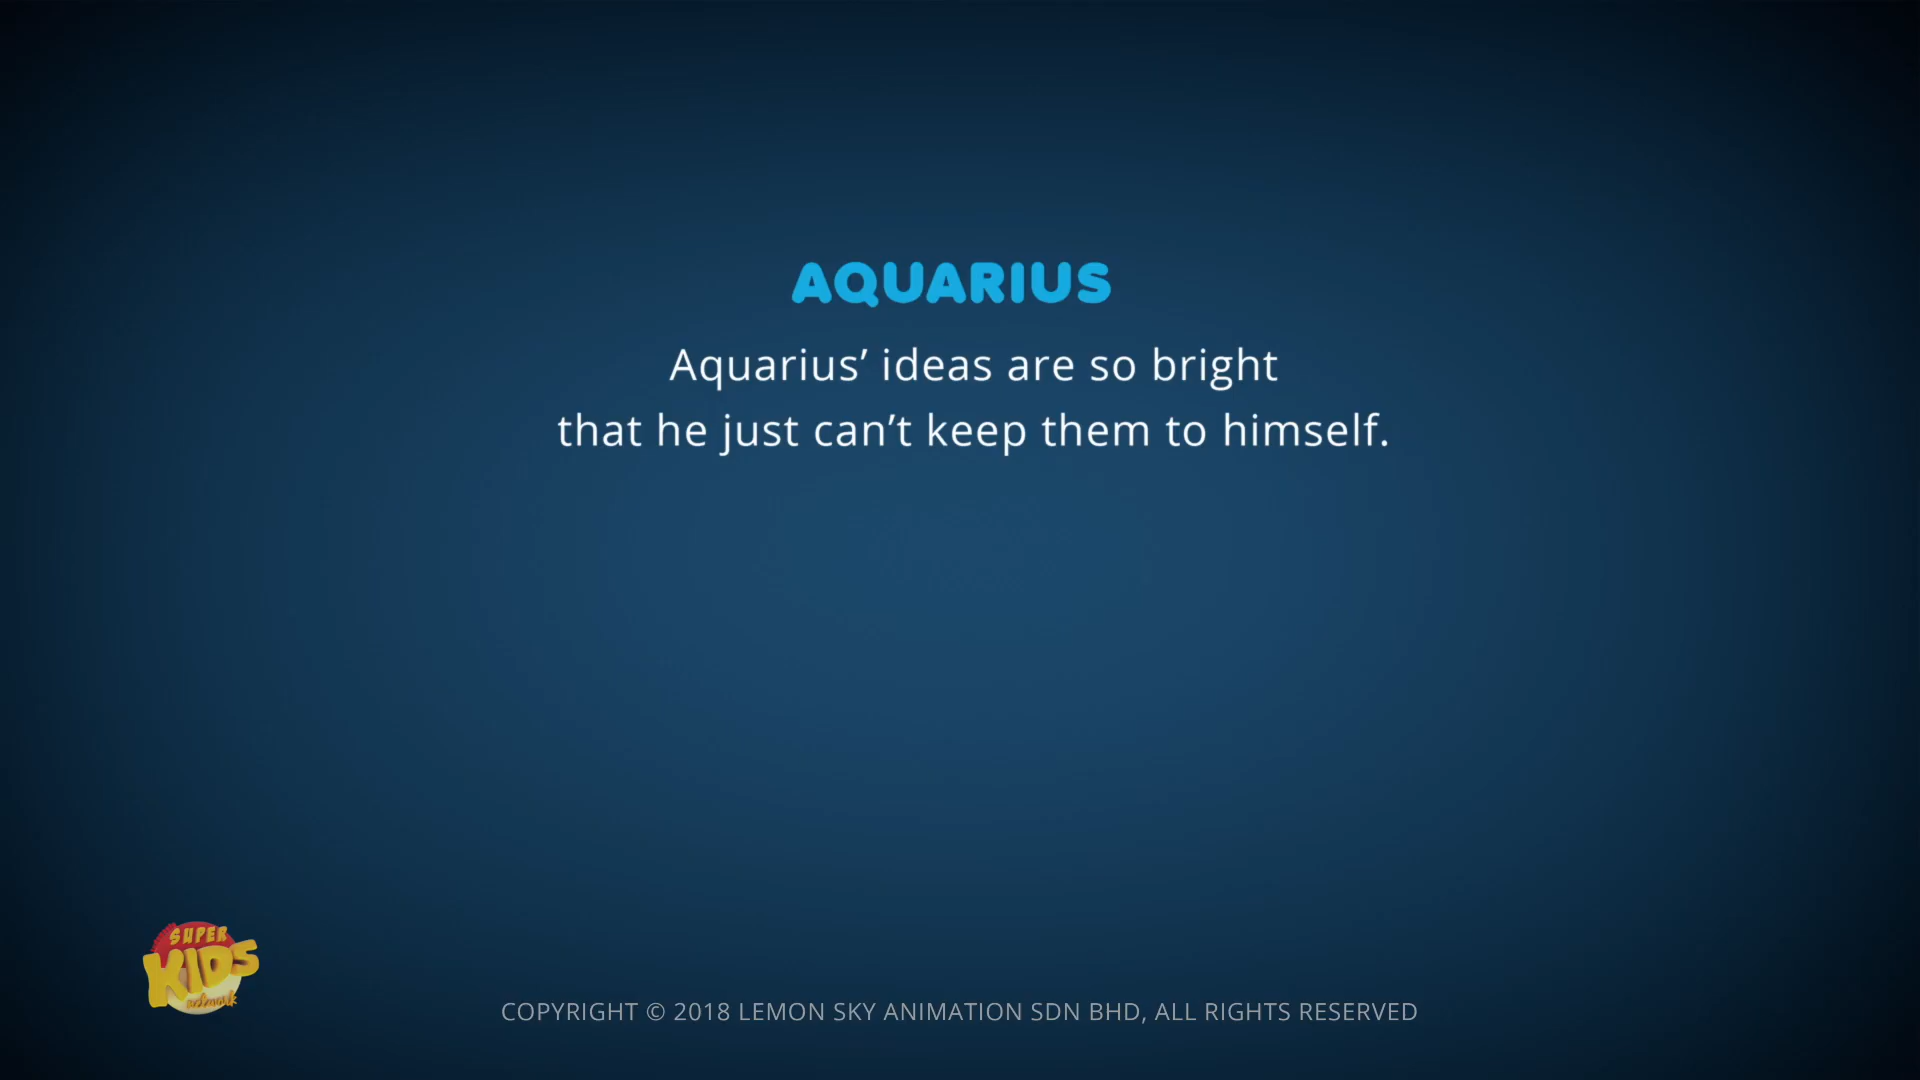 AQUARIUS
Aquarius’ ideas are so bright
that he just can’t keep them to himself.
SUPER
KIDS
network
COPYRIGHT © 2018 LEMON SKY ANIMATION SDN BHD, ALL RIGHTS RESERVED